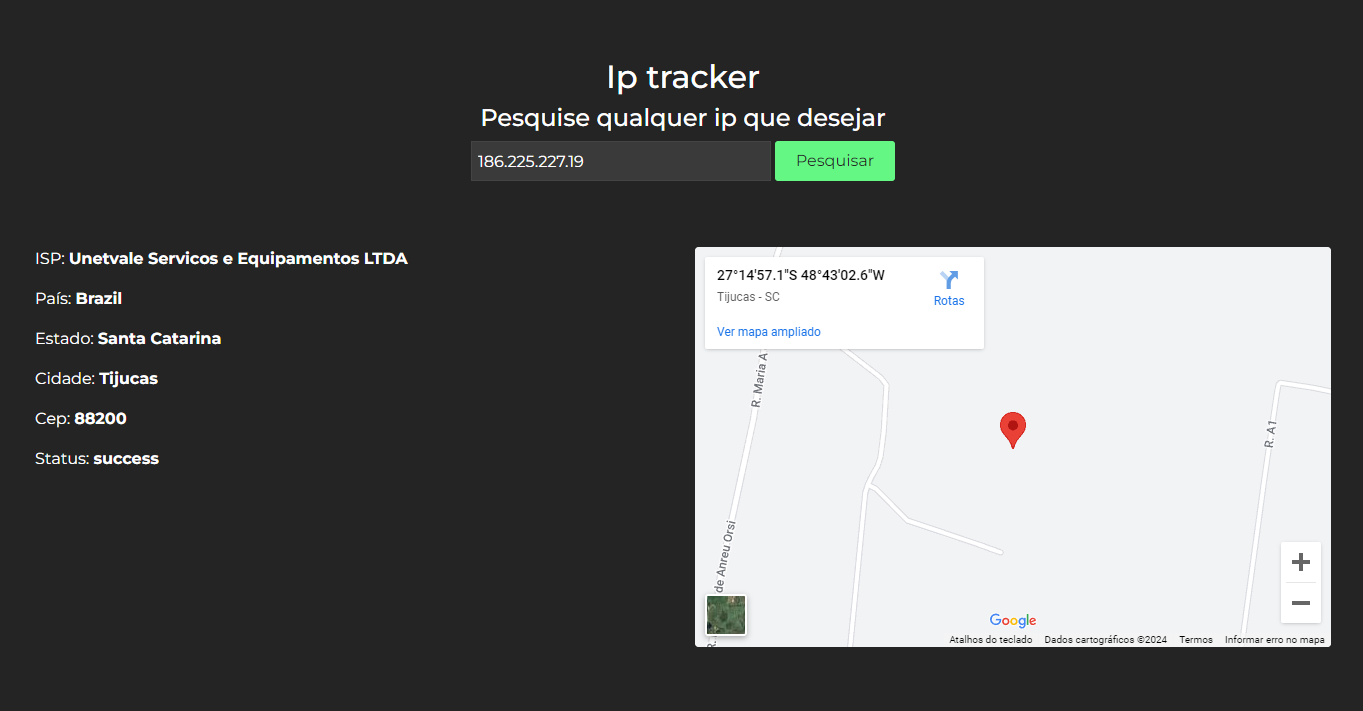 Ip tracker
Pesquise qualquer ip que desejar
186.225.227.19
Pesquisar
ISP: Unetvale Servicos e Equipamentos LTDA
País: Brazil
Estado: Santa Catarina
Cidade: Tijucas
Cep: 88200
Status: success
27°14'57.1"S 48°43'02.6"W
Tijucas - SC
Rotas
Ver mapa ampliado
R. Maria A
de Anreu Orsi
R. A1
Google
Atalhos do teclado
Dados cartográficos ©2024
Termos
Informar erro no mapa